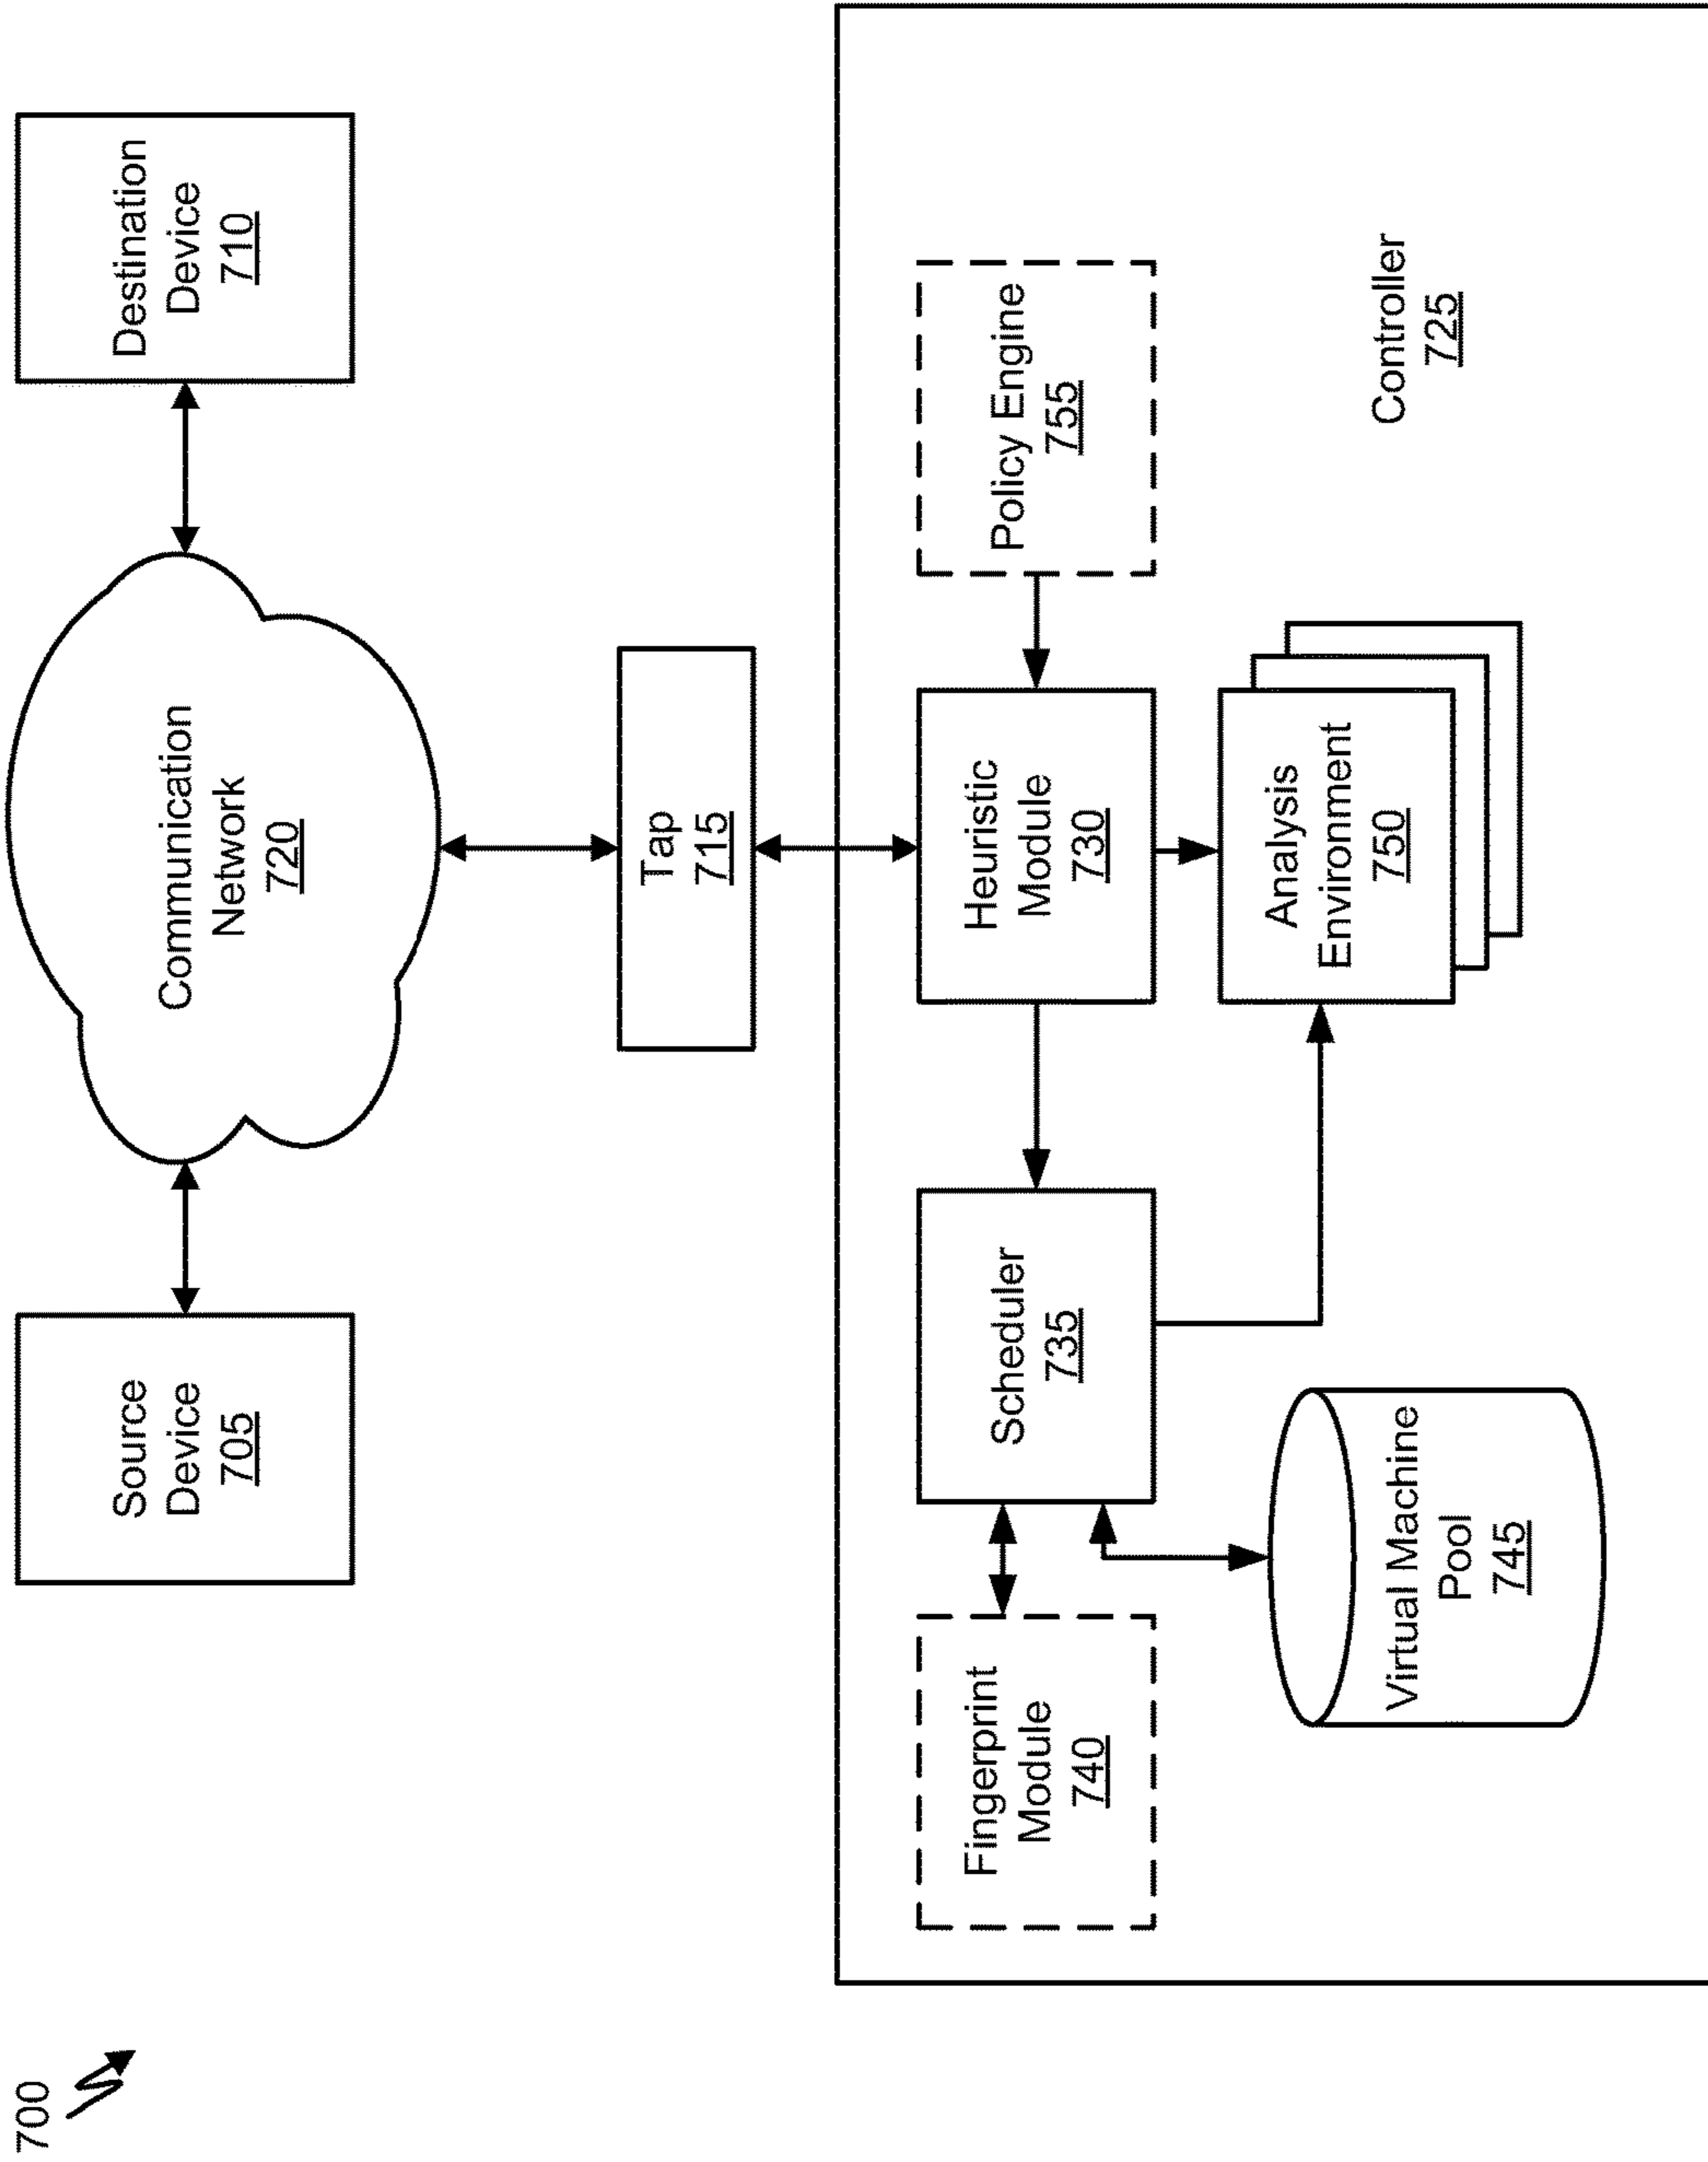 700
Source
Device
705
Communication
Network
720
Destination
Device
710
Tap
715
Fingerprint
Module
740
Scheduler
735
Heuristic
Module
730
Policy Engine
755
Virtual Machine
Pool
745
Analysis
Environment
750
Controller
725